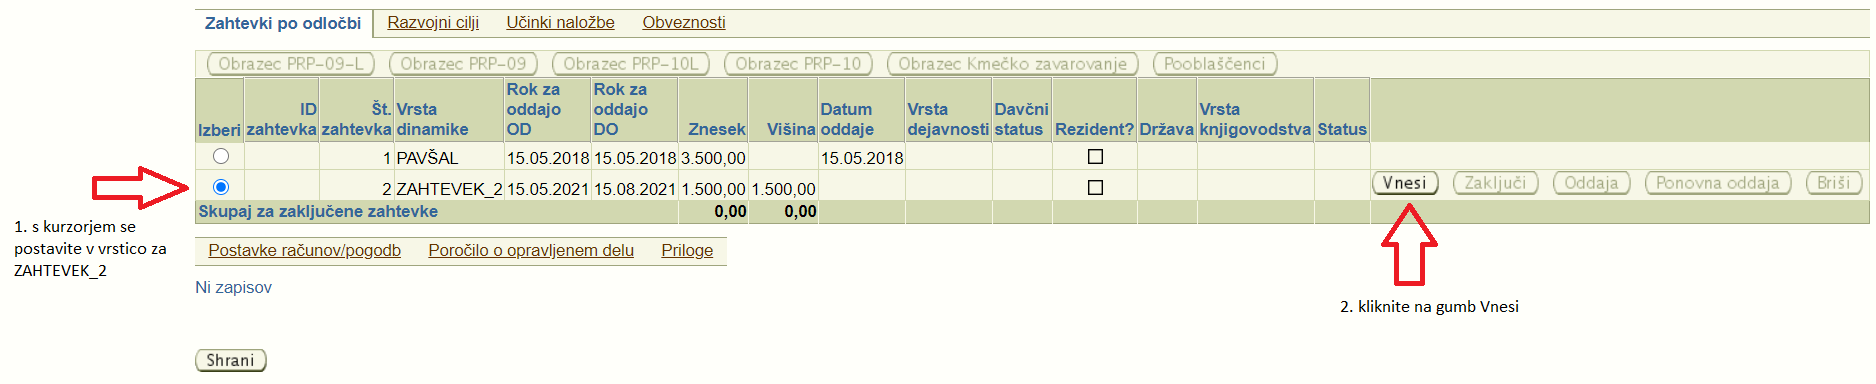 Zahtevki po odločbi Razvojni cilji Učinki naložbe Obveznosti
Obrazec PRP-09-L Obrazec PRP-09 Obrazec PRP-10L Obrazec PRP-10 Obrazec Kmečko zavarovanje Pooblaščenci
Izberi ID zahtevka Št. zahtevka Vrsta dinamike Rok za oddajo OD Rok za oddajo DO Znesek Višina Datum oddaje Vrsta dejavnosti Davčni status Rezident? Država Vrsta knjigovodstva Status
1 PAVŠAL 15.05.2018 15.05.2018 3.500,00 15.05.2018
2 ZAHTEVEK_2 15.05.2021 15.08.2021 1.500,00 1.500,00 Vnesi Zaključi Oddaja Ponovna oddaja Briši
Skupaj za zaključene zahtevke 0,00 0,00
1. s kurzorjem se
postavite v vrstico za
ZAHTEVEK_2
Postavke računov/pogodb Poročilo o opravljenem delu Priloge
Ni zapisov
2. kliknite na gumb Vnesi
Shrani